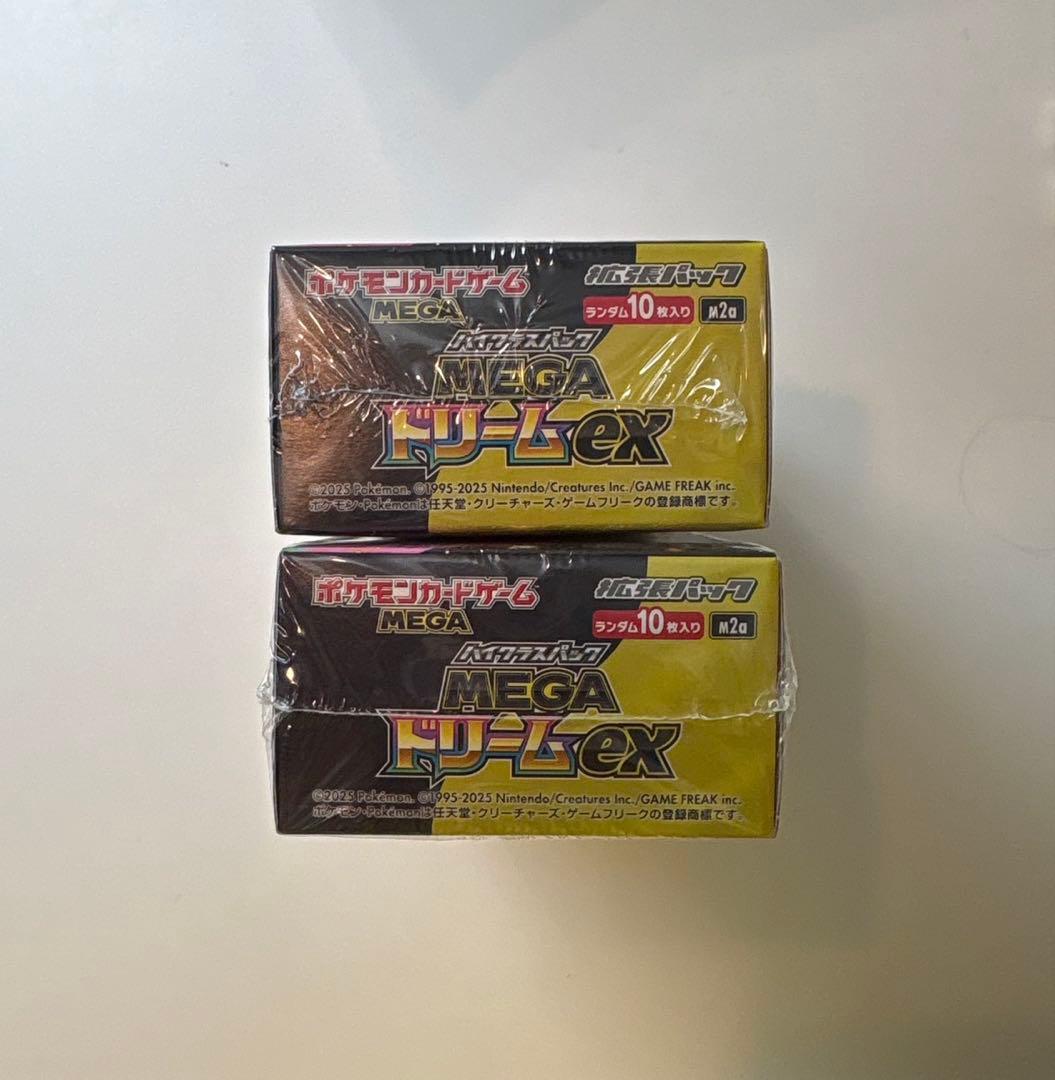 ポケモンカードゲーム
MEGA
拡張パック
ランダム10枚入り M2a
ハイクラスパック
MEGA
ドリームex
©2025 Pokémon. ©1995-2025 Nintendo/Creatures Inc./GAME FREAK inc.
ポケモン・Pokémonは任天堂・クリーチャーズ・ゲームフリークの登録商標です。
ポケモンカードゲーム
MEGA
拡張パック
ランダム10枚入り M2a
ハイクラスパック
MEGA
ドリームex
©2025 Pokémon. ©1995-2025 Nintendo/Creatures Inc./GAME FREAK inc.
ポケモン・Pokémonは任天堂・クリーチャーズ・ゲームフリークの登録商標です。